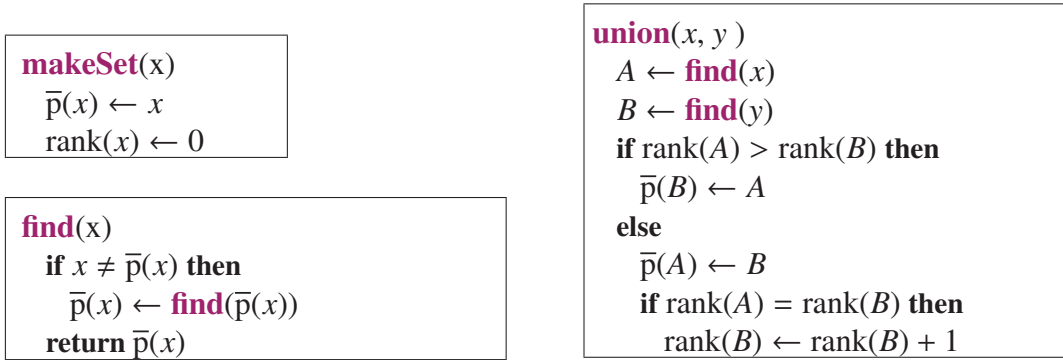 makeSet(x)
p̅(x) ← x
rank(x) ← 0
find(x)
if x ≠ p̅(x) then
p̅(x) ← find(p̅(x))
return p̅(x)
union(x, y )
A ← find(x)
B ← find(y)
if rank(A) > rank(B) then
p̅(B) ← A
else
p̅(A) ← B
if rank(A) = rank(B) then
rank(B) ← rank(B) + 1